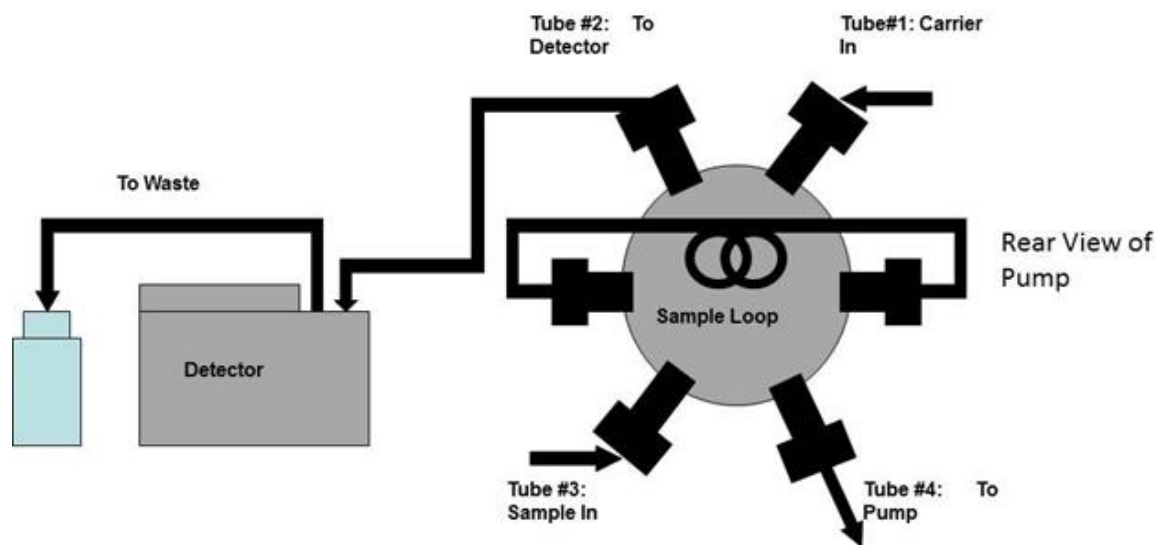 Tube #2: To
Detector
Tube#1: Carrier
In
To Waste
Rear View of
Pump
Sample Loop
Detector
Tube #3:
Sample In
Tube #4: To
Pump